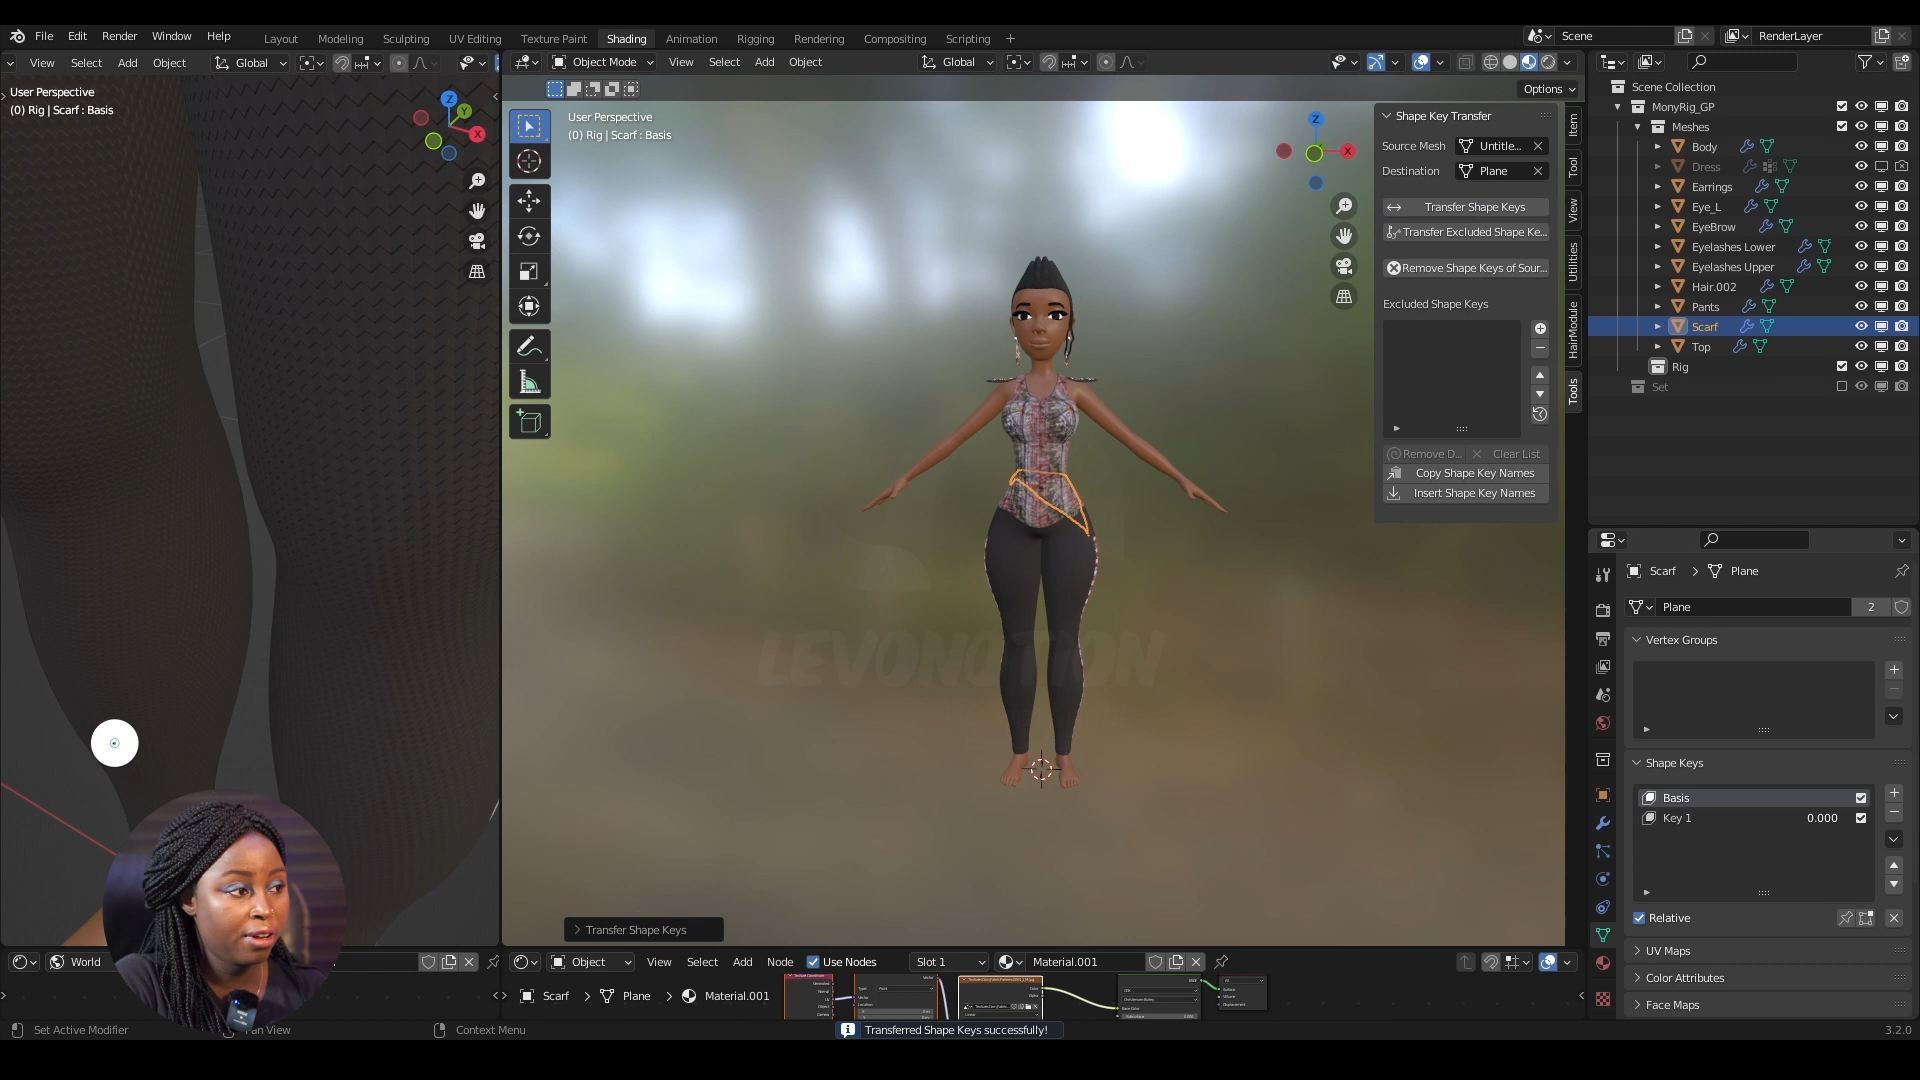 File Edit Render Window Help
Layout Modeling Sculpting UV Editing Texture Paint Shading Animation Rigging Rendering Compositing Scripting
Scene
RenderLayer
View Select Add Object
Global
Object Mode
View Select Add Object
Global
Options
User Perspective
(0) Rig | Scarf : Basis
Z
Y
X
User Perspective
(0) Rig | Scarf : Basis
Z
X
Shape Key Transfer
Source Mesh Untitle...
Destination Plane
Transfer Shape Keys
Transfer Excluded Shape Ke...
Remove Shape Keys of Sour...
Excluded Shape Keys
Remove D...
Clear List
Copy Shape Key Names
Insert Shape Key Names
Item
Tool
View
Utilities
HairModule
Tools
Scene Collection
MonyRig_GP
Meshes
Body
Dress
Earrings
Eye_L
EyeBrow
Eyelashes Lower
Eyelashes Upper
Hair.002
Pants
Scarf
Top
Rig
Set
Scarf
Plane
Plane
2
Vertex Groups
Shape Keys
Basis
Key 1 0.000
Relative
UV Maps
Color Attributes
Face Maps
LEVONOTION
Transfer Shape Keys
World
Object View Select Add Node Use Nodes Slot 1 Material.001
Scarf Plane Material.001
Set Active Modifier
Pan View
Context Menu
Transferred Shape Keys successfully!
3.2.0